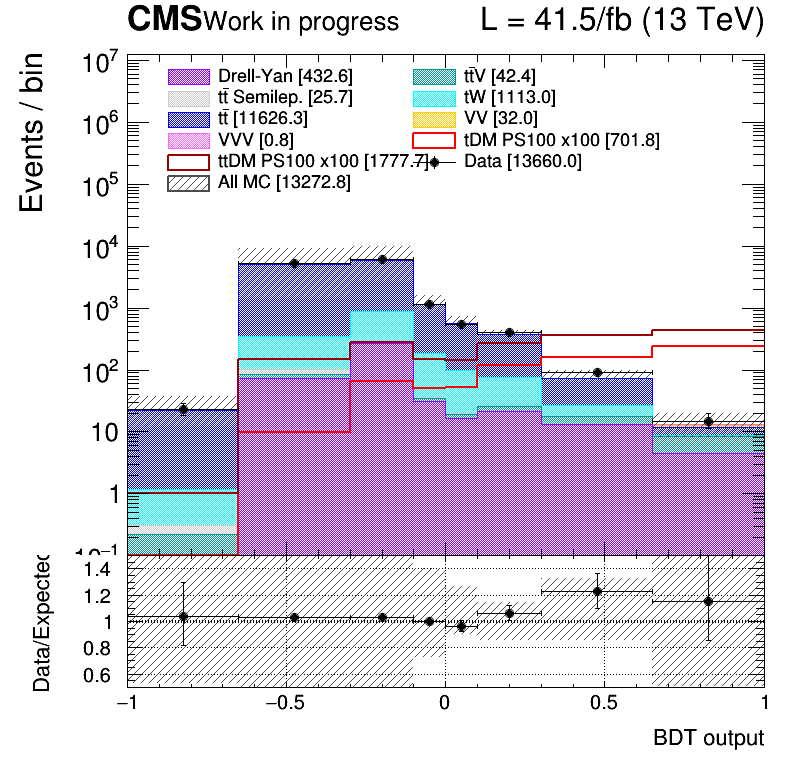 CMS Work in progress L = 41.5/fb (13 TeV)
Events / bin
10⁷
10⁶
10⁵
10⁴
10³
10²
10
1
10⁻¹
Drell-Yan [432.6] tt̄V [42.4]
tt̄ Semilep. [25.7] tW [1113.0]
tt̄ [11626.3] VV [32.0]
VVV [0.8] tDM PS100 x100 [701.8]
ttDM PS100 x100 [1777.7] Data [13660.0]
All MC [13272.8]
Data/Expected
1.4
1.2
1
0.8
0.6
−1 −0.5 0 0.5 1
BDT output